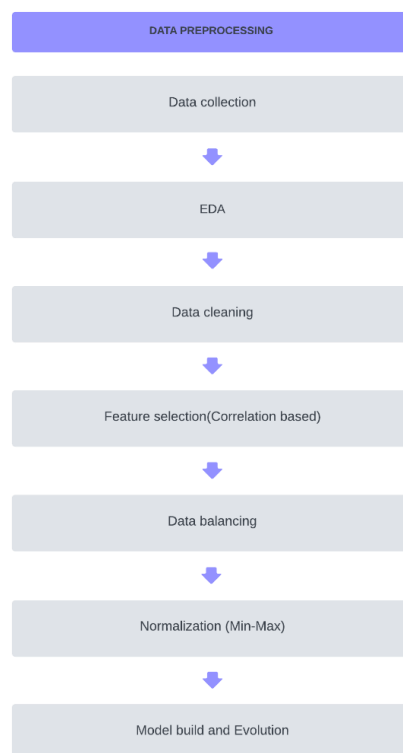 DATA PREPROCESSING
Data collection
EDA
Data cleaning
Feature selection(Correlation based)
Data balancing
Normalization (Min-Max)
Model build and Evolution